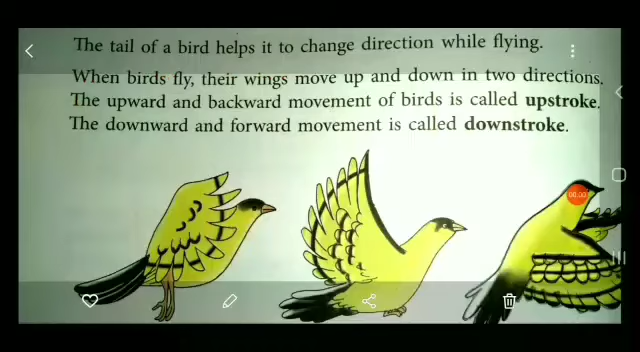 The tail of a bird helps it to change direction while flying.
When birds fly, their wings move up and down in two directions.
The upward and backward movement of birds is called upstroke.
The downward and forward movement is called downstroke.
00:00